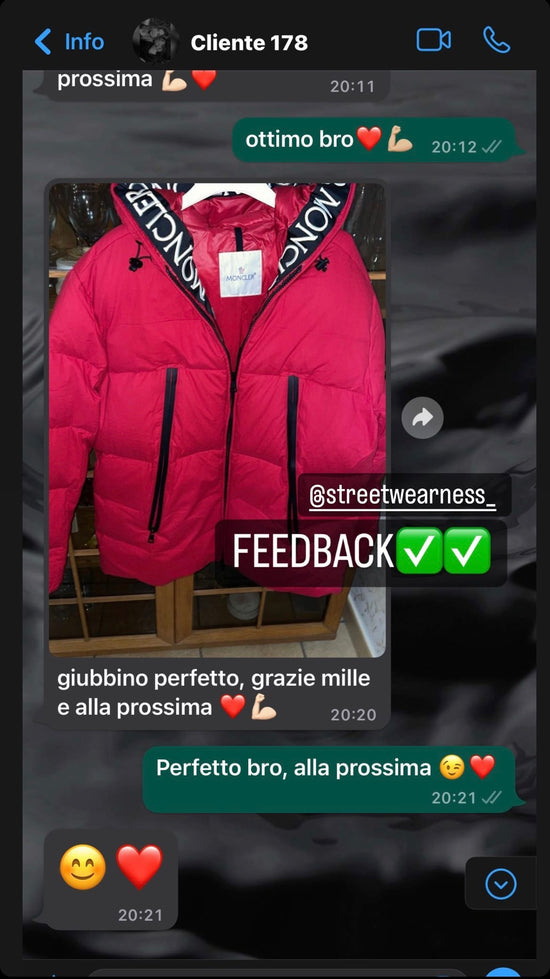 Info
Cliente 178
prossima 💪🏻❤️
20:11
ottimo bro❤️💪🏻
20:12
MONCLER
MONCLER
MONCLER
@streetwearness_
FEEDBACK✅✅
giubbino perfetto, grazie mille
e alla prossima ❤️💪🏻
20:20
Perfetto bro, alla prossima 😉❤️
20:21
😊❤️
20:21